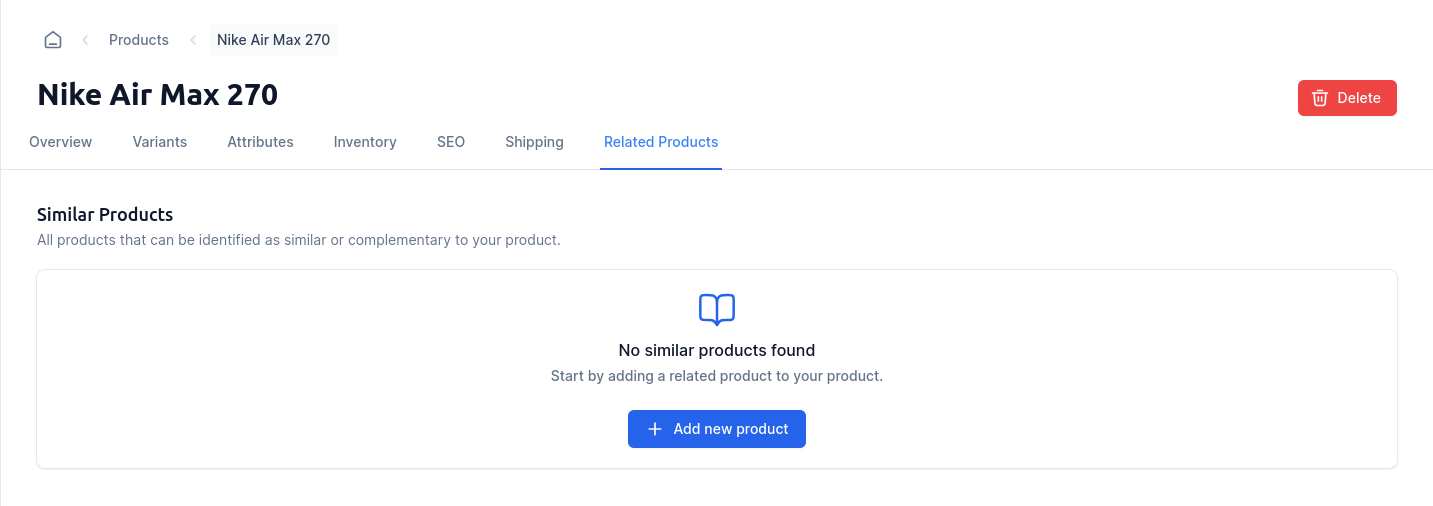 Products
Nike Air Max 270
Nike Air Max 270
Delete
Overview
Variants
Attributes
Inventory
SEO
Shipping
Related Products
Similar Products
All products that can be identified as similar or complementary to your product.
No similar products found
Start by adding a related product to your product.
Add new product